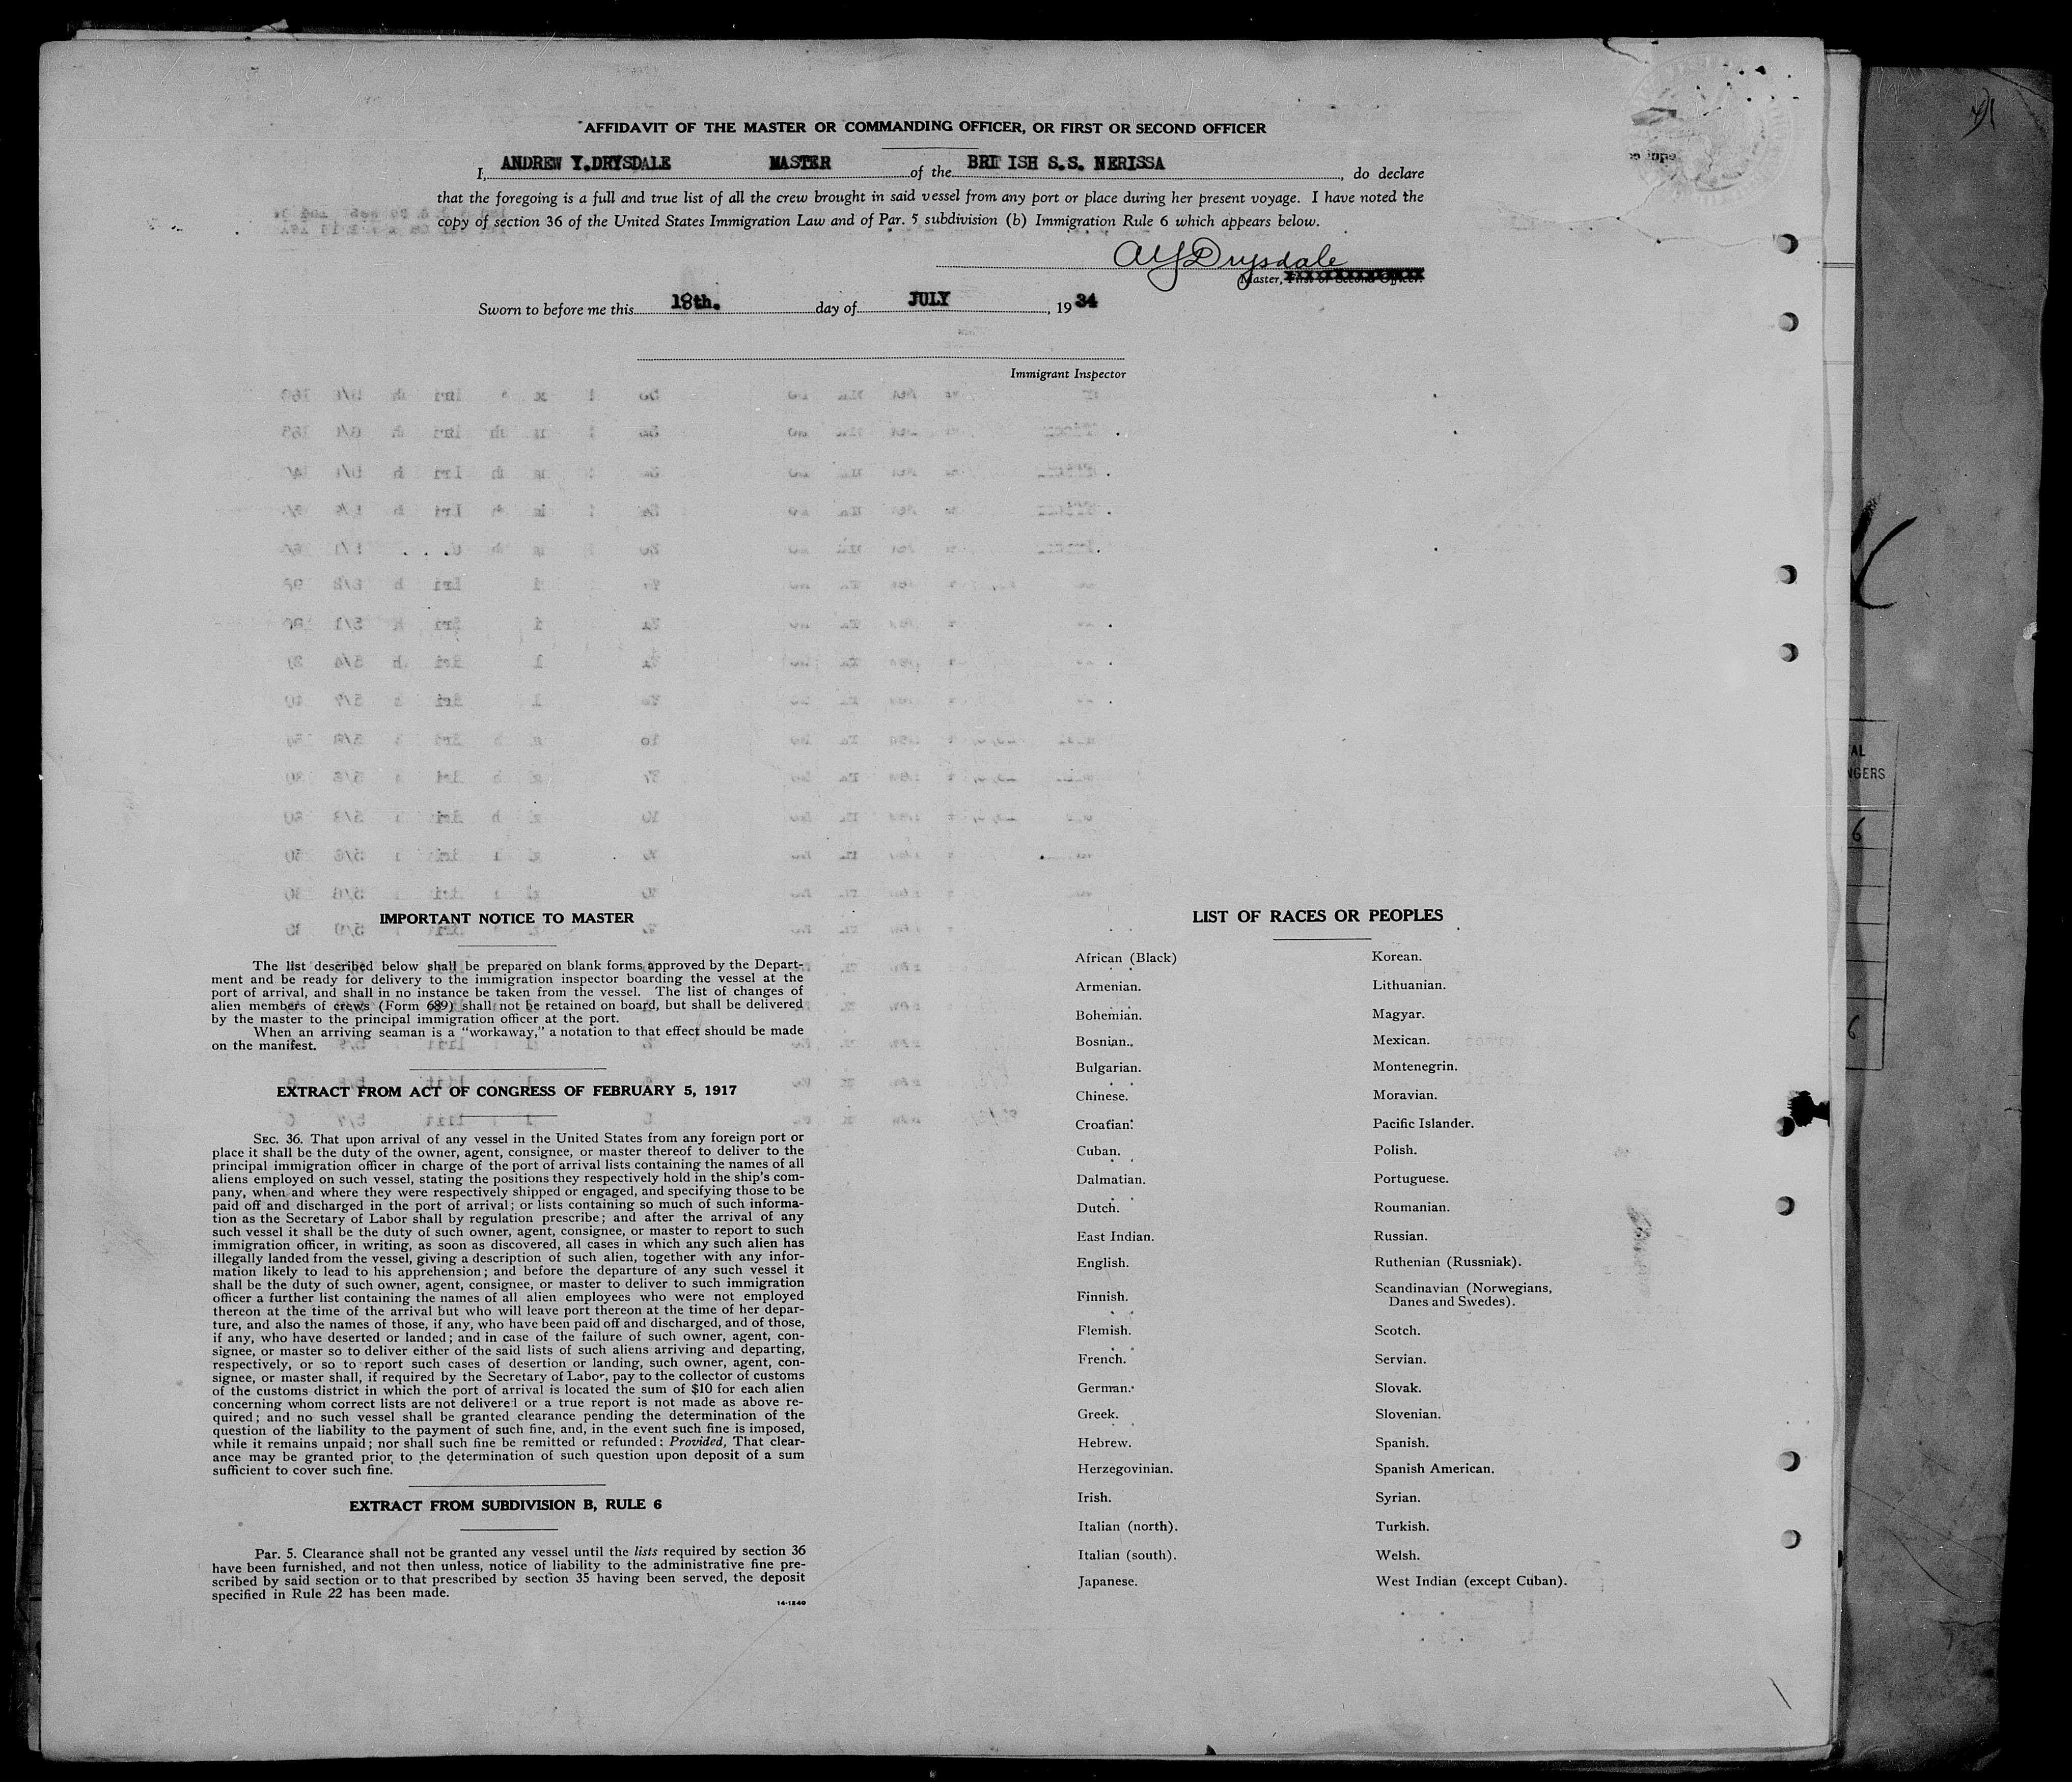 AFFIDAVIT OF THE MASTER OR COMMANDING OFFICER, OR FIRST OR SECOND OFFICER
I, ANDREW Y.DRYSDALE MASTER of the BRITISH S.S. NERISSA, do declare
that the foregoing is a full and true list of all the crew brought in said vessel from any port or place during her present voyage. I have noted the
copy of section 36 of the United States Immigration Law and of Par. 5 subdivision (b) Immigration Rule 6 which appears below.
AYDrysdale
Master, First or Second Officer.
Sworn to before me this 18th. day of JULY, 1934
Immigrant Inspector
IMPORTANT NOTICE TO MASTER
The list described below shall be prepared on blank forms approved by the Depart-
ment and be ready for delivery to the immigration inspector boarding the vessel at the
port of arrival, and shall in no instance be taken from the vessel. The list of changes of
alien members of crews (Form 689) shall not be retained on board, but shall be delivered
by the master to the principal immigration officer at the port.
When an arriving seaman is a "workaway," a notation to that effect should be made
on the manifest.
EXTRACT FROM ACT OF CONGRESS OF FEBRUARY 5, 1917
SEC. 36. That upon arrival of any vessel in the United States from any foreign port or
place it shall be the duty of the owner, agent, consignee, or master thereof to deliver to the
principal immigration officer in charge of the port of arrival lists containing the names of all
aliens employed on such vessel, stating the positions they respectively hold in the ship's com-
pany, when and where they were respectively shipped or engaged, and specifying those to be
paid off and discharged in the port of arrival; or lists containing so much of such informa-
tion as the Secretary of Labor shall by regulation prescribe; and after the arrival of any
such vessel it shall be the duty of such owner, agent, consignee, or master to report to such
immigration officer, in writing, as soon as discovered, all cases in which any such alien has
illegally landed from the vessel, giving a description of such alien, together with any infor-
mation likely to lead to his apprehension; and before the departure of any such vessel it
shall be the duty of such owner, agent, consignee, or master to deliver to such immigration
officer a further list containing the names of all alien employees who were not employed
thereon at the time of the arrival but who will leave port thereon at the time of her depar-
ture, and also the names of those, if any, who have been paid off and discharged, and of those,
if any, who have deserted or landed; and in case of the failure of such owner, agent, con-
signee, or master so to deliver either of the said lists of such aliens arriving and departing,
respectively, or so to report such cases of desertion or landing, such owner, agent, con-
signee, or master shall, if required by the Secretary of Labor, pay to the collector of customs
of the customs district in which the port of arrival is located the sum of $10 for each alien
concerning whom correct lists are not delivered or a true report is not made as above re-
quired; and no such vessel shall be granted clearance pending the determination of the
question of the liability to the payment of such fine, and, in the event such fine is imposed,
while it remains unpaid; nor shall such fine be remitted or refunded: Provided, That clear-
ance may be granted prior to the determination of such question upon deposit of a sum
sufficient to cover such fine.
EXTRACT FROM SUBDIVISION B, RULE 6
Par. 5. Clearance shall not be granted any vessel until the lists required by section 36
have been furnished, and not then unless, notice of liability to the administrative fine pre-
scribed by said section or to that prescribed by section 35 having been served, the deposit
specified in Rule 22 has been made.
14-1240
LIST OF RACES OR PEOPLES
African (Black)
Armenian.
Bohemian.
Bosnian.
Bulgarian.
Chinese.
Croatian.
Cuban.
Dalmatian.
Dutch.
East Indian.
English.
Finnish.
Flemish.
French.
German.
Greek.
Hebrew.
Herzegovinian.
Irish.
Italian (north).
Italian (south).
Japanese.
Korean.
Lithuanian.
Magyar.
Mexican.
Montenegrin.
Moravian.
Pacific Islander.
Polish.
Portuguese.
Roumanian.
Russian.
Ruthenian (Russniak).
Scandinavian (Norwegians,
Danes and Swedes).
Scotch.
Servian.
Slovak.
Slovenian.
Spanish.
Spanish American.
Syrian.
Turkish.
Welsh.
West Indian (except Cuban).
6
6